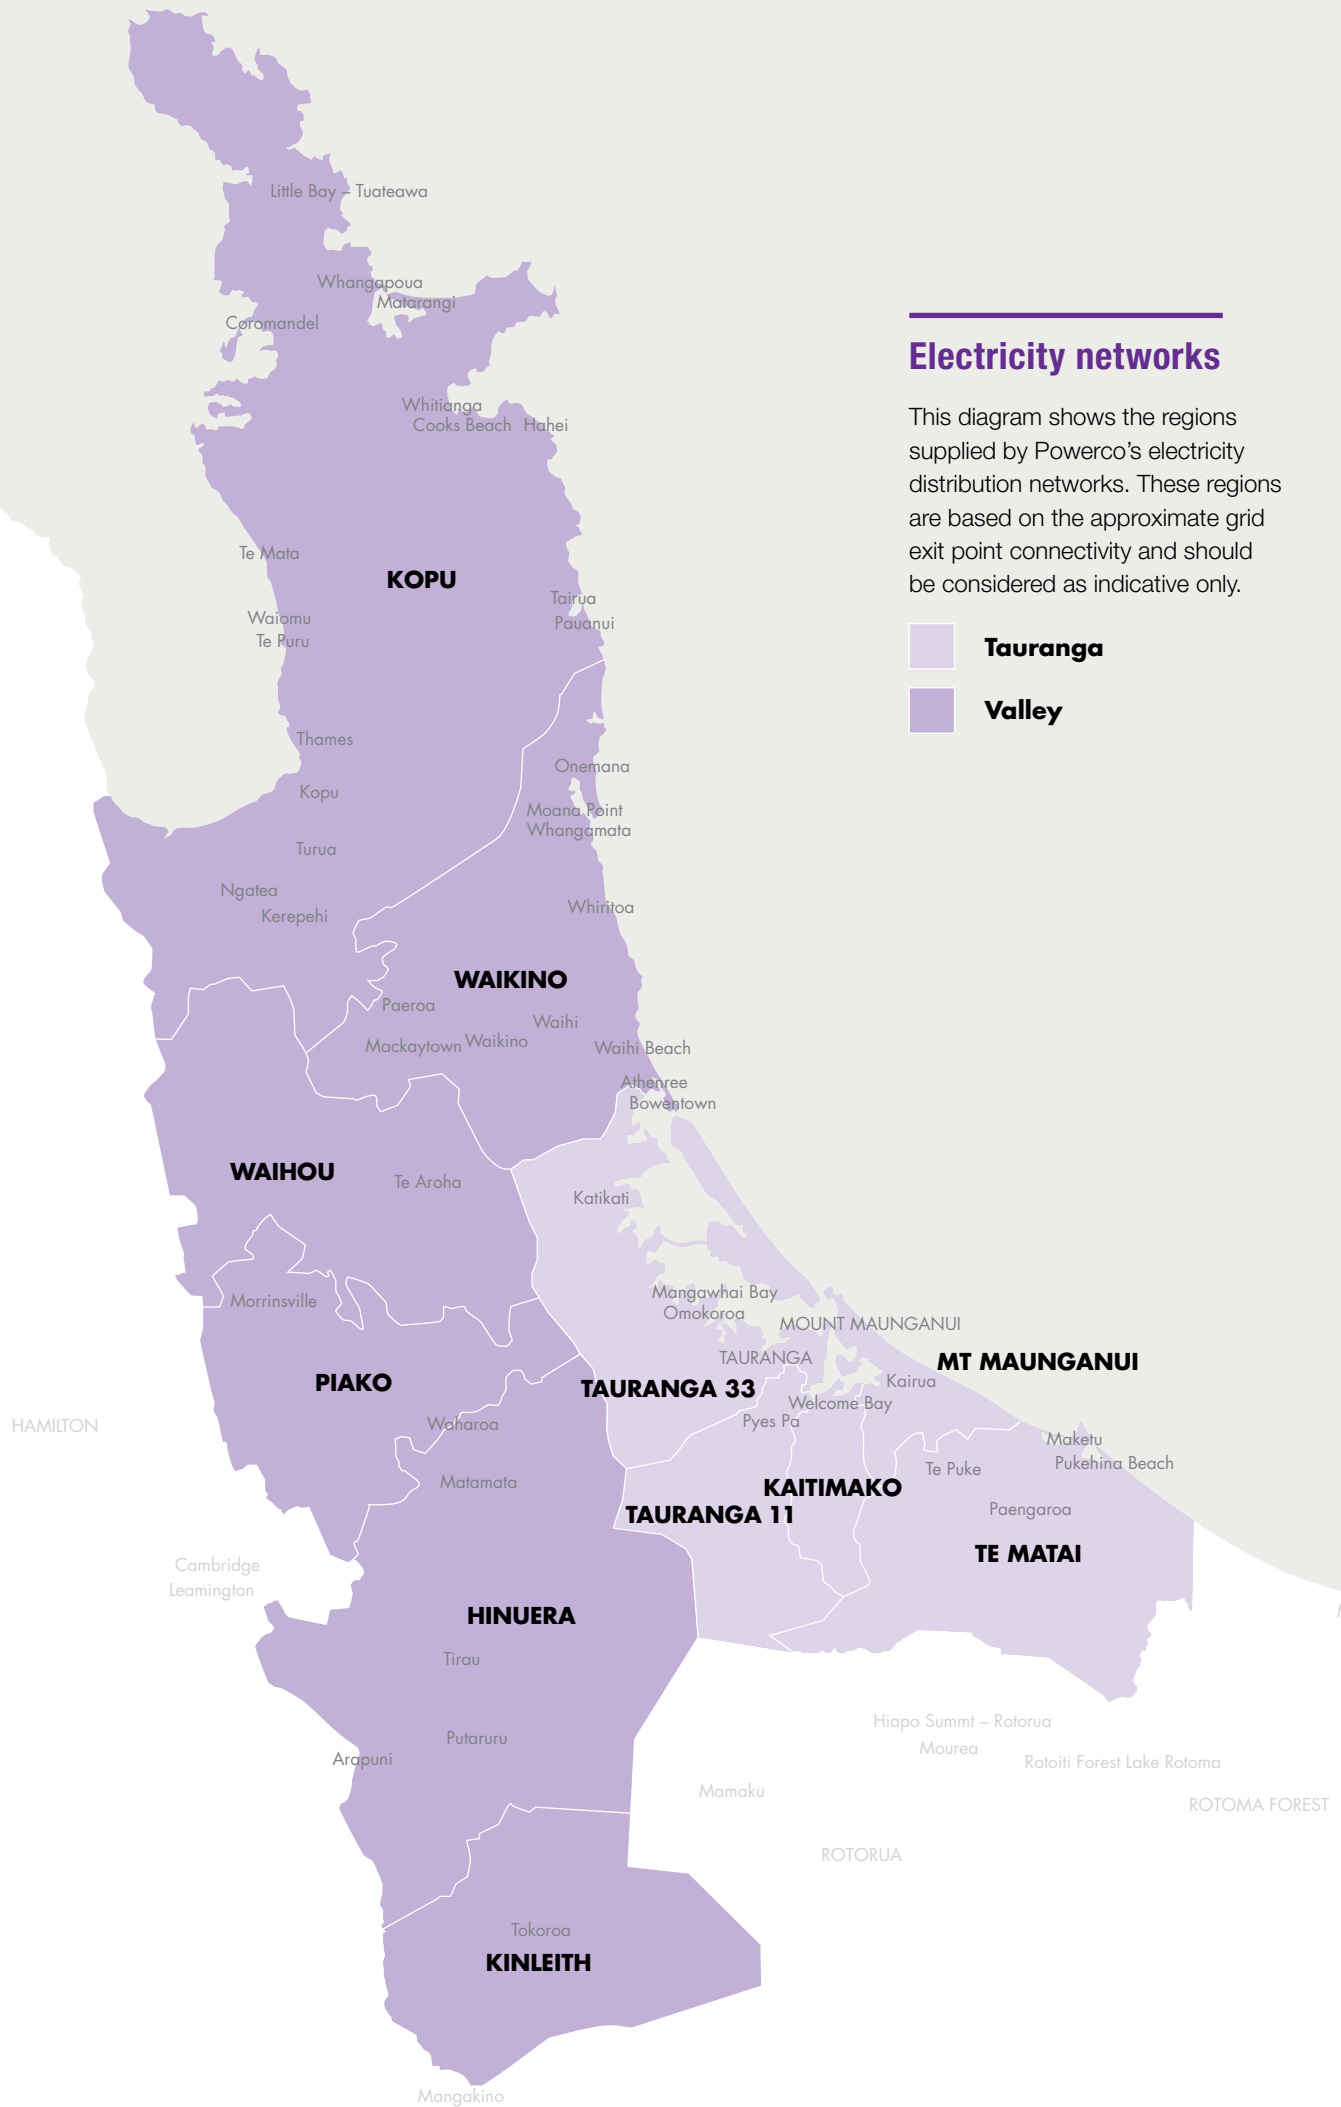 Little Bay – Tuateawa
Whangapoua
Matarangi
Coromandel
Electricity networks
This diagram shows the regions
supplied by Powerco's electricity
distribution networks. These regions
are based on the approximate grid
exit point connectivity and should
be considered as indicative only.
Tauranga
Valley
Whitianga
Cooks Beach Hahei
Te Mata
KOPU
Tairua
Waiomu
Pauanui
Te Puru
Thames
Onemana
Kopu
Moana Point
Whangamata
Turua
Ngatea
Whiritoa
Kerepehi
WAIKINO
Paeroa
Waihi
Mackaytown Waikino
Waihi Beach
Athenree
Bowentown
WAIHOU
Te Aroha
Katikati
Morrinsville
Mangawhai Bay
Omokoroa
MOUNT MAUNGANUI
TAURANGA
MT MAUNGANUI
PIAKO
TAURANGA 33
Kairua
Welcome Bay
HAMILTON
Waharoa
Pyes Pa
Maketu
Pukehina Beach
Te Puke
Matamata
KAITIMAKO
TAURANGA 11
Paengaroa
TE MATAI
Cambridge
Leamington
HINUERA
Tirau
Hiapo Summt – Rotorua
Putaruru
Mourea
Arapuni
Rotoiti Forest Lake Rotoma
Mamaku
ROTOMA FOREST
ROTORUA
Tokoroa
KINLEITH
Mangakino